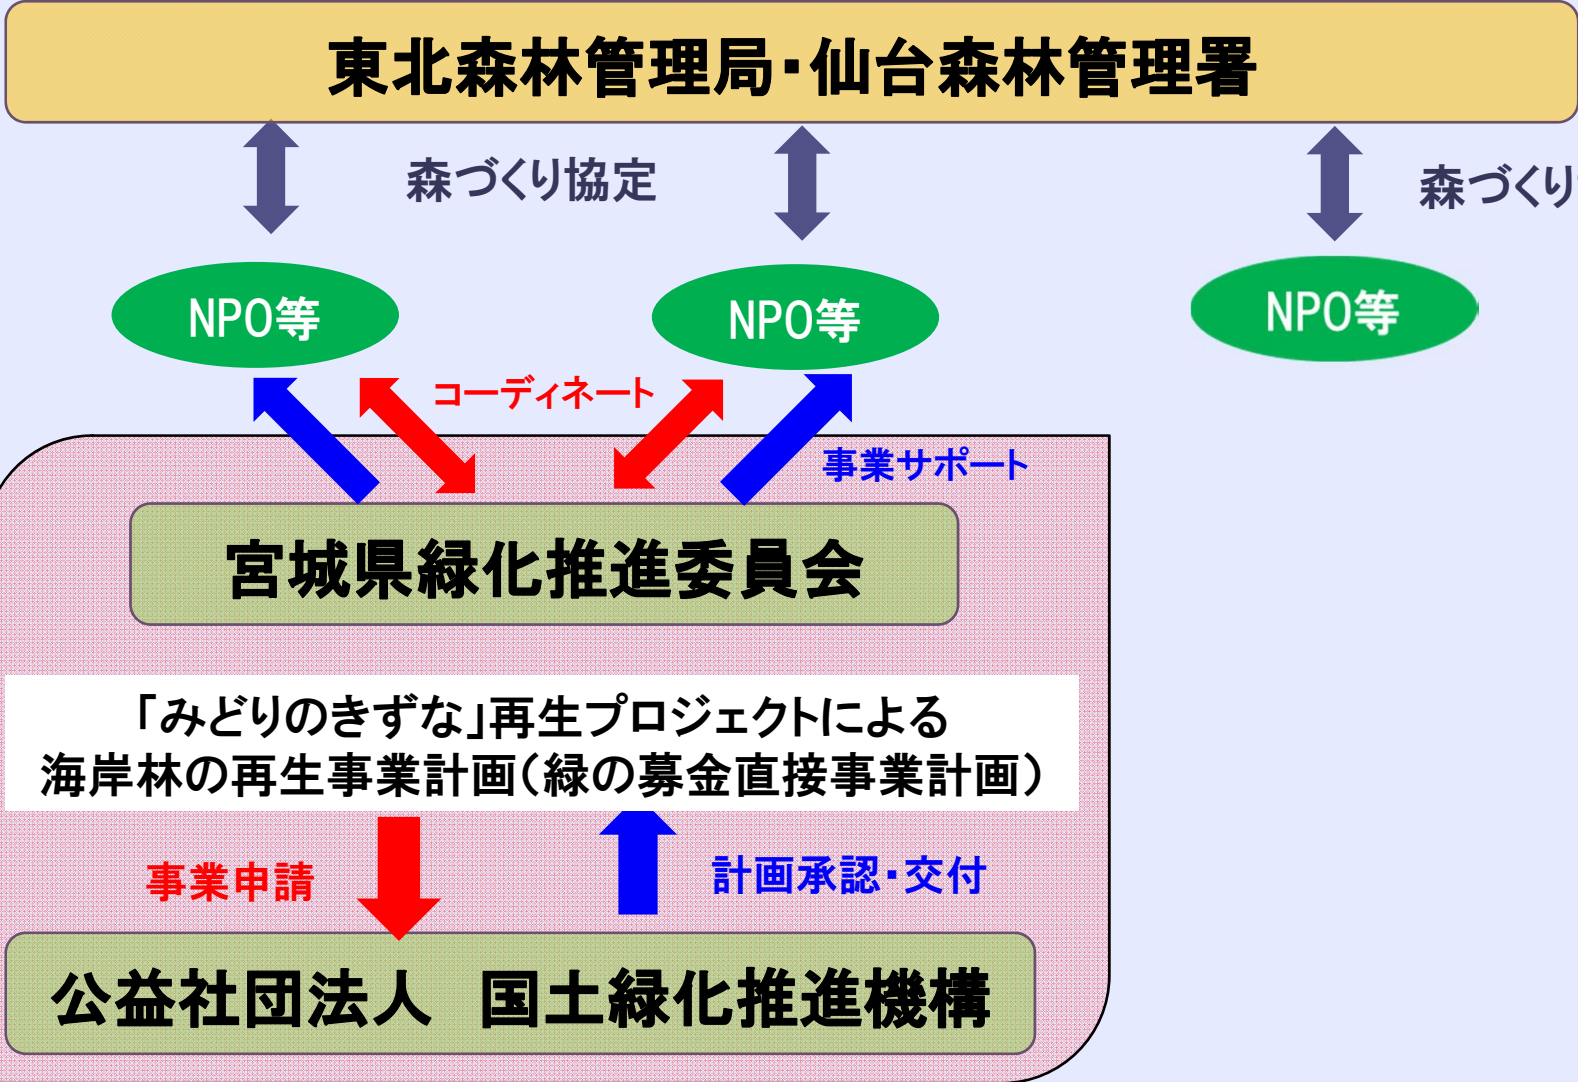 東北森林管理局・仙台森林管理署
森づくり協定
森づくり
NPO等
NPO等
NPO等
コーディネート
事業サポート
宮城県緑化推進委員会
「みどりのきずな」再生プロジェクトによる
海岸林の再生事業計画（緑の募金直接事業計画）
事業申請
計画承認・交付
公益社団法人　国土緑化推進機構